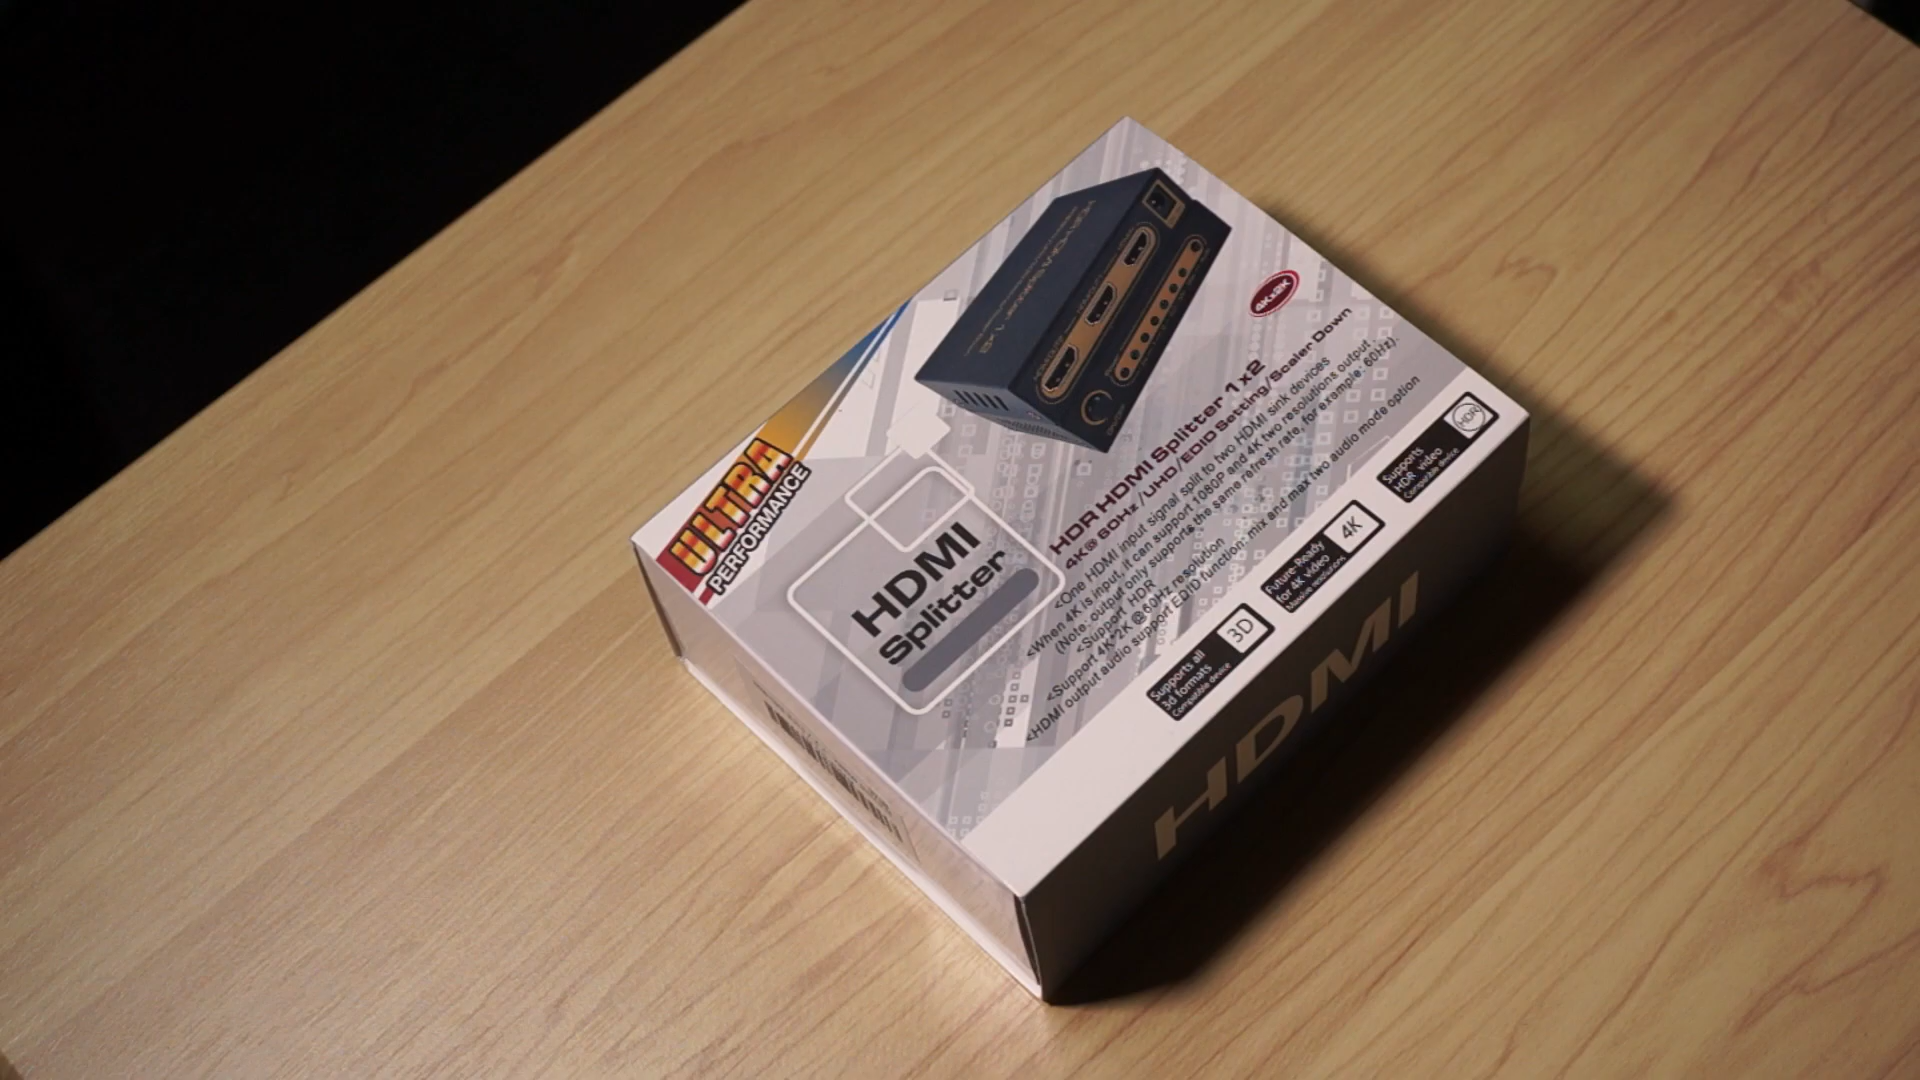 ULTRA
PERFORMANCE
HDMI
Splitter
4Kx2K
HDR HDMI Splitter 1x2
4K@60Hz/UHD/EDID Setting/Scaler Down
<One HDMI input signal split to two HDMI sink devices
<When 4K is input, it can support 1080P and 4K two resolutions output
(Note: output only supports the same refresh rate, for example: 60Hz).
<Support HDR
<Support 4K*2K @60Hz resolution
<HDMI output audio support EDID function: mix and max two audio mode option
Supports all
3d formats
Compatible device
3D
Future-Ready
for 4K video
Massive resolutions
4K
Supports
HDR video
Compatible device
HDR
HDMI